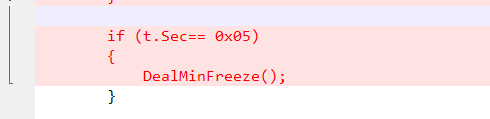 if (t.Sec== 0x05)
{
DealMinFreeze();
}